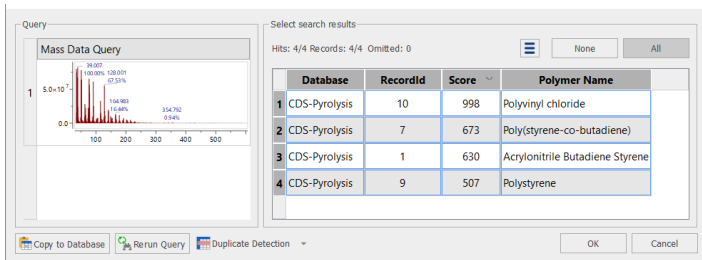 Query
Mass Data Query
1
39.007
100.00%
128.001
67.53%
164.983
16.44%
354.792
0.94%
5.0×10⁷
0.0
100 200 300 400 500
Select search results
Hits: 4/4 Records: 4/4 Omitted: 0
None
All
Database RecordId Score Polymer Name
1 CDS-Pyrolysis 10 998 Polyvinyl chloride
2 CDS-Pyrolysis 7 673 Poly(styrene-co-butadiene)
3 CDS-Pyrolysis 1 630 Acrylonitrile Butadiene Styrene
4 CDS-Pyrolysis 9 507 Polystyrene
Copy to Database Rerun Query Duplicate Detection OK Cancel